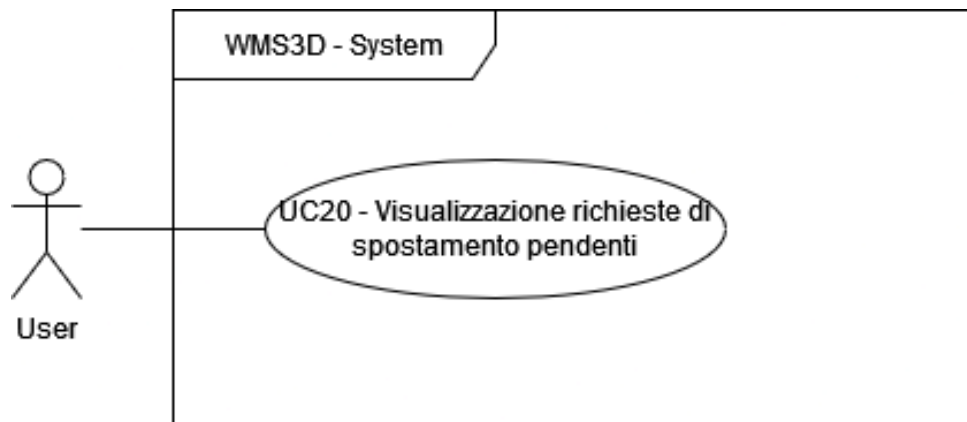 WMS3D - System
UC20 - Visualizzazione richieste di
spostamento pendenti
User